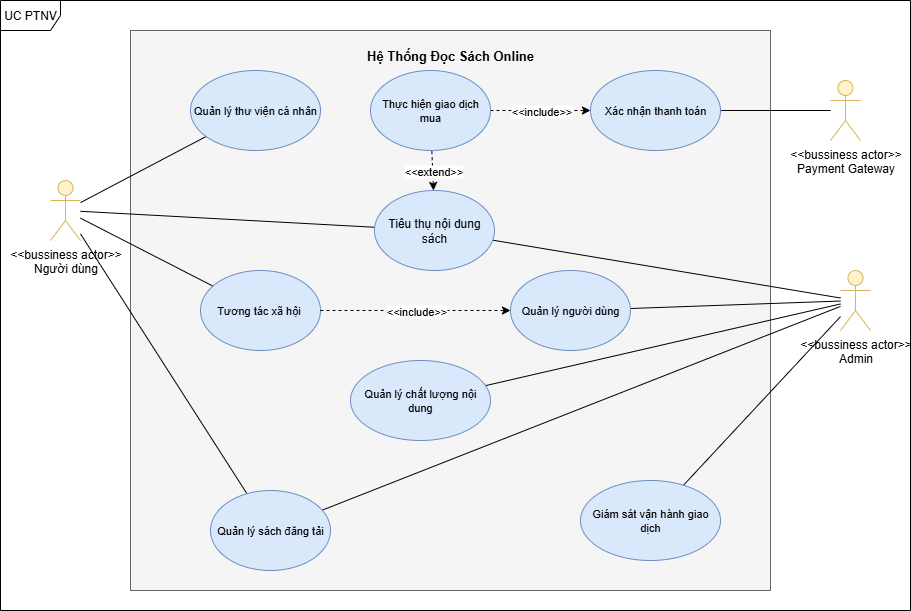 UC PTNV
Hệ Thống Đọc Sách Online
Quản lý thư viện cá nhân
Thực hiện giao dịch
mua
<<include>>
Xác nhận thanh toán
<<bussiness actor>>
Payment Gateway
<<extend>>
Tiêu thụ nội dung
sách
<<bussiness actor>>
Người dùng
Tương tác xã hội
<<include>>
Quản lý người dùng
<<bussiness actor>>
Admin
Quản lý chất lượng nội
dung
Quản lý sách đăng tải
Giám sát vận hành giao
dịch